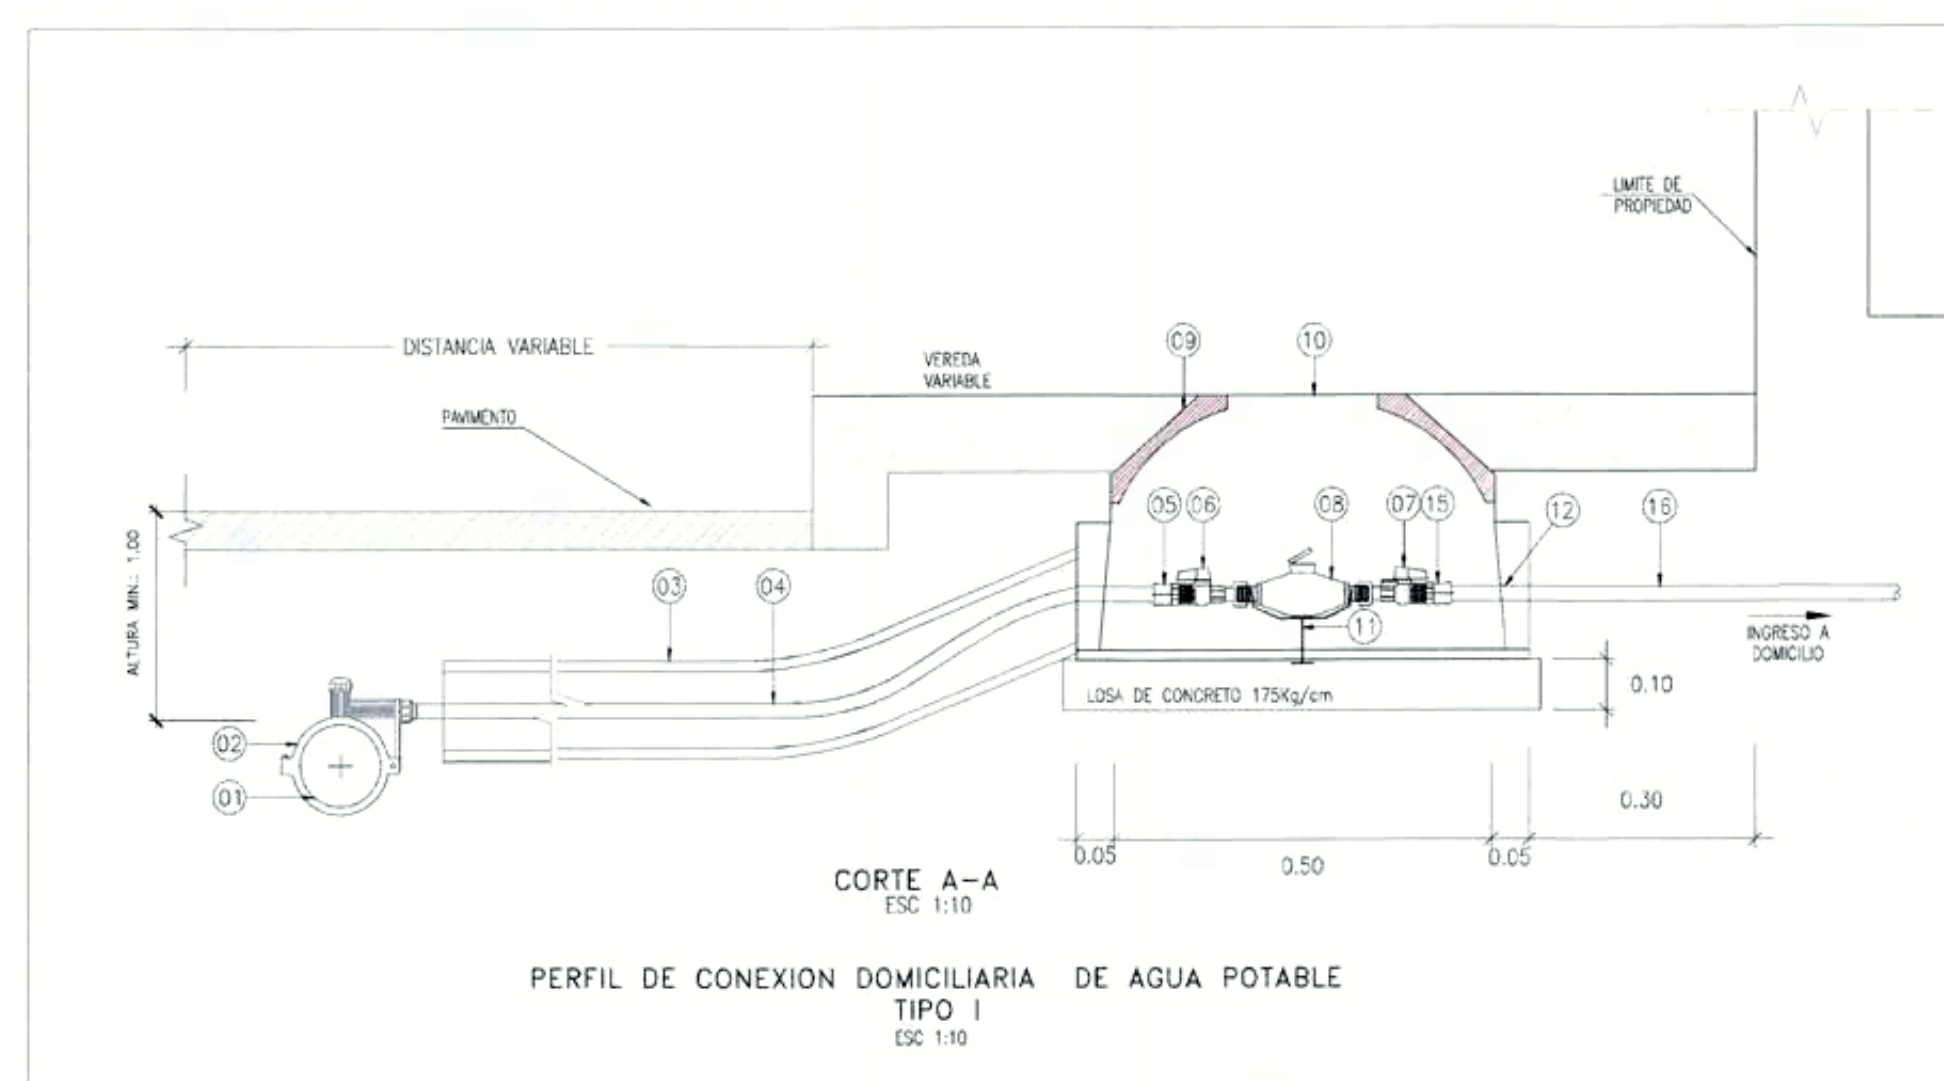 LIMITE DE
PROPIEDAD
DISTANCIA VARIABLE
VEREDA
VARIABLE
09
10
PAVIMENTO
ALTURA MIN.: 1.00
03
04
05
06
08
07
15
12
16
11
INGRESO A
DOMICILIO
LOSA DE CONCRETO 175Kg/cm
0.10
02
01
0.30
0.05
0.50
0.05
CORTE A-A
ESC 1:10
PERFIL DE CONEXION DOMICILIARIA DE AGUA POTABLE
TIPO I
ESC 1:10